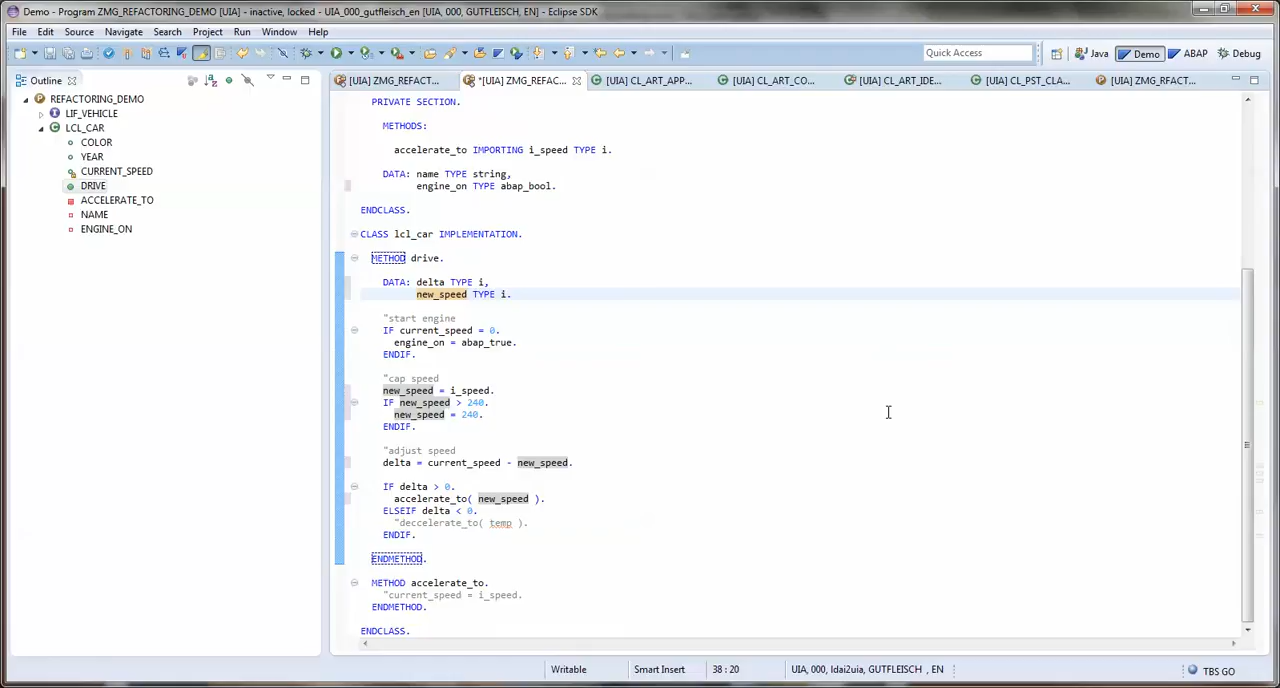 Demo - Program ZMG_REFACTORING_DEMO [UIA] - inactive, locked - UIA_000_gutfleisch_en [UIA, 000, GUTFLEISCH, EN] - Eclipse SDK
File Edit Source Navigate Search Project Run Window Help
Quick Access Java Demo ABAP Debug
Outline
[UIA] ZMG_REFACT... *[UIA] ZMG_REFAC... [UIA] CL_ART_APP... [UIA] CL_ART_CO... [UIA] CL_ART_IDE... [UIA] CL_PST_CLA... [UIA] ZMG_RFACT...
REFACTORING_DEMO
LIF_VEHICLE
LCL_CAR
COLOR
YEAR
CURRENT_SPEED
DRIVE
ACCELERATE_TO
NAME
ENGINE_ON
PRIVATE SECTION.
METHODS:
accelerate_to IMPORTING i_speed TYPE i.
DATA: name TYPE string,
engine_on TYPE abap_bool.
ENDCLASS.
CLASS lcl_car IMPLEMENTATION.
METHOD drive.
DATA: delta TYPE i,
new_speed TYPE i.
"start engine
IF current_speed = 0.
engine_on = abap_true.
ENDIF.
"cap speed
new_speed = i_speed.
IF new_speed > 240.
new_speed = 240.
ENDIF.
"adjust speed
delta = current_speed - new_speed.
IF delta > 0.
accelerate_to( new_speed ).
ELSEIF delta < 0.
"deccelerate_to( temp ).
ENDIF.
ENDMETHOD.
METHOD accelerate_to.
"current_speed = i_speed.
ENDMETHOD.
ENDCLASS.
Writable Smart Insert 38 : 20 UIA, 000, ldai2uia, GUTFLEISCH , EN TBS GO